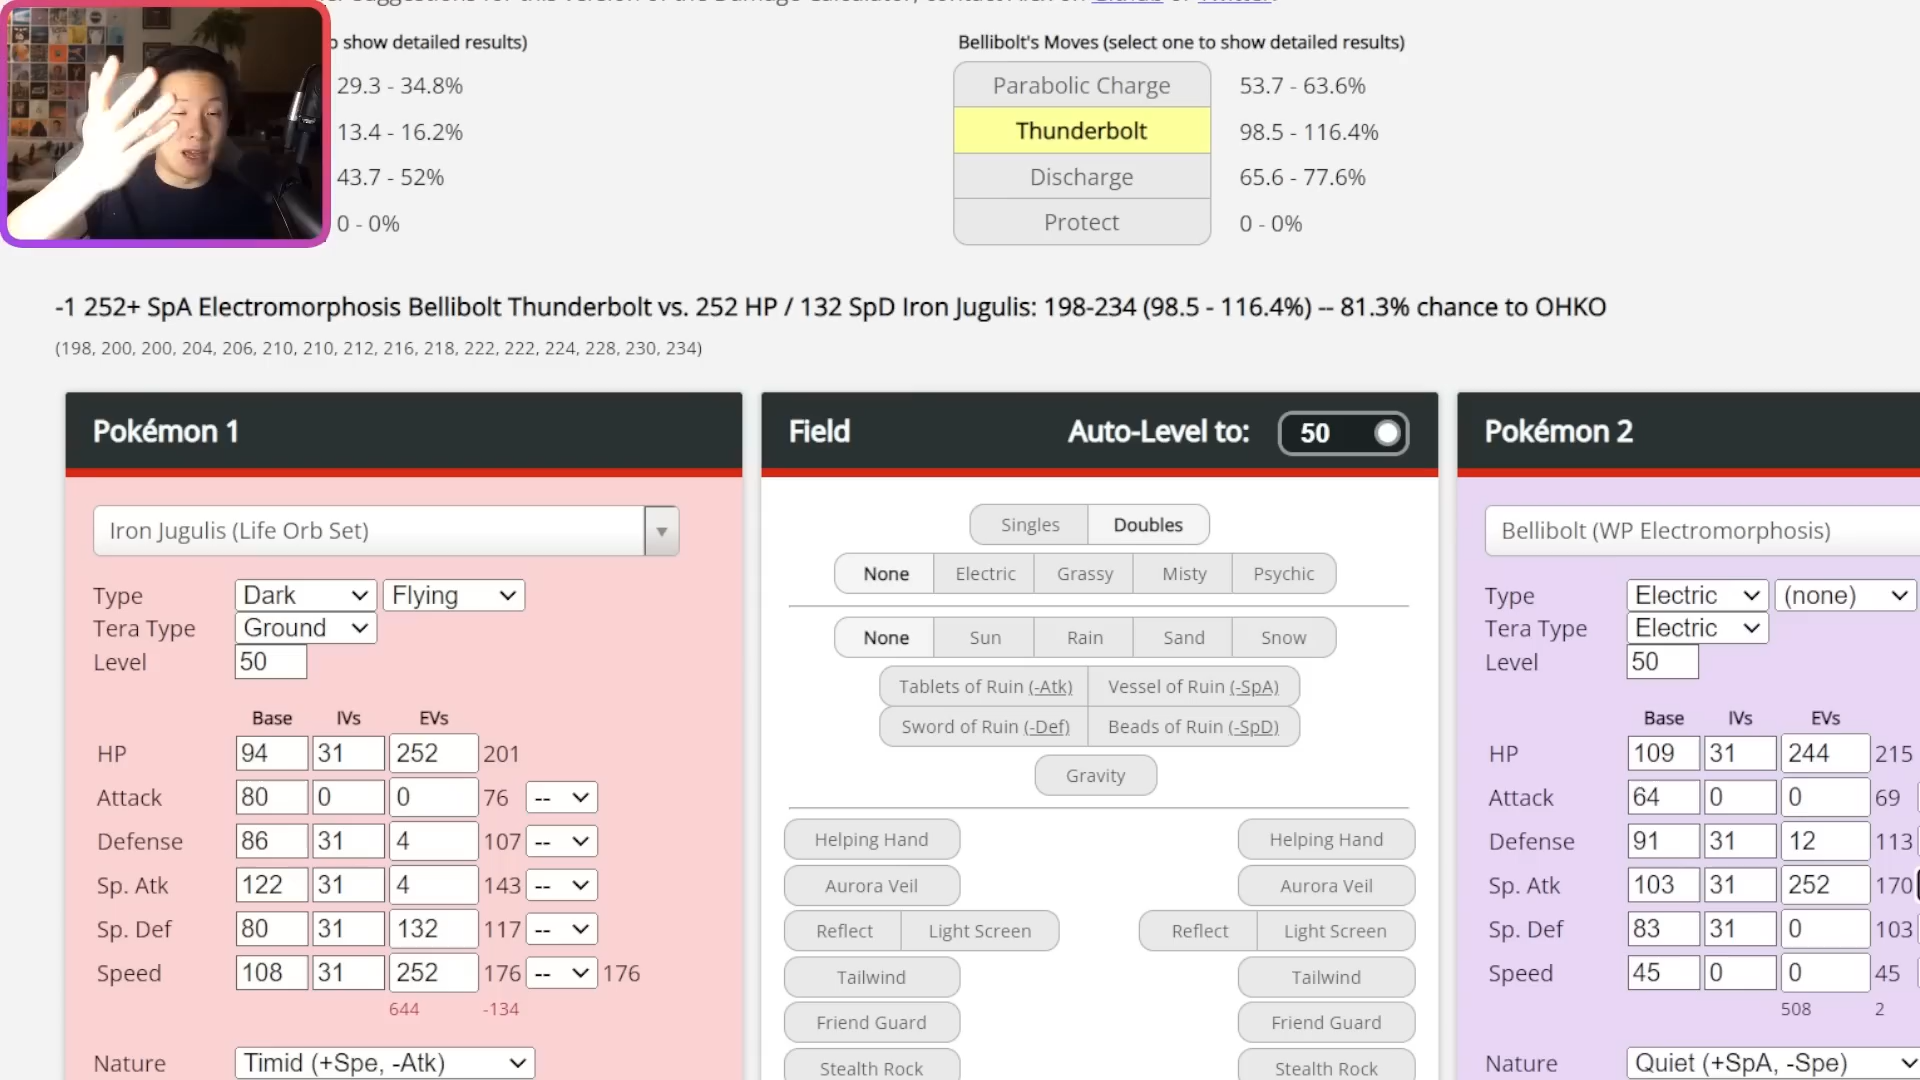 suggestions for this version of the Damage Calculator, contact
o show detailed results)
29.3 - 34.8%
13.4 - 16.2%
43.7 - 52%
0 - 0%
Bellibolt's Moves (select one to show detailed results)
Parabolic Charge 53.7 - 63.6%
Thunderbolt 98.5 - 116.4%
Discharge 65.6 - 77.6%
Protect 0 - 0%
-1 252+ SpA Electromorphosis Bellibolt Thunderbolt vs. 252 HP / 132 SpD Iron Jugulis: 198-234 (98.5 - 116.4%) -- 81.3% chance to OHKO
(198, 200, 200, 204, 206, 210, 210, 212, 216, 218, 222, 222, 224, 228, 230, 234)
Pokémon 1
Iron Jugulis (Life Orb Set)
Type Dark Flying
Tera Type Ground
Level 50
Base IVs EVs
HP 94 31 252 201
Attack 80 0 0 76 --
Defense 86 31 4 107 --
Sp. Atk 122 31 4 143 --
Sp. Def 80 31 132 117 --
Speed 108 31 252 176 -- 176
644 -134
Nature Timid (+Spe, -Atk)
Field Auto-Level to: 50
Singles Doubles
None Electric Grassy Misty Psychic
None Sun Rain Sand Snow
Tablets of Ruin (-Atk) Vessel of Ruin (-SpA)
Sword of Ruin (-Def) Beads of Ruin (-SpD)
Gravity
Helping Hand Helping Hand
Aurora Veil Aurora Veil
Reflect Light Screen Reflect Light Screen
Tailwind Tailwind
Friend Guard Friend Guard
Stealth Rock Stealth Rock
Pokémon 2
Bellibolt (WP Electromorphosis)
Type Electric (none)
Tera Type Electric
Level 50
Base IVs EVs
HP 109 31 244 215
Attack 64 0 0 69
Defense 91 31 12 113
Sp. Atk 103 31 252 170
Sp. Def 83 31 0 103
Speed 45 0 0 45
508 2
Nature Quiet (+SpA, -Spe)